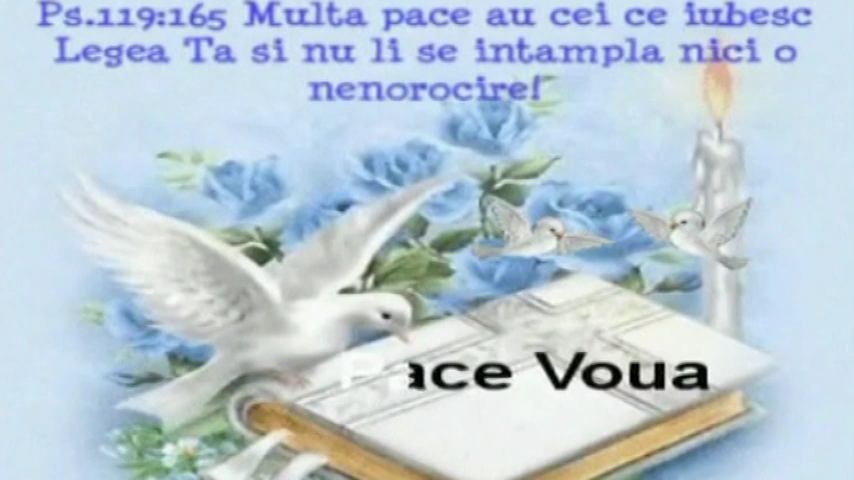 Ps.119:165 Multa pace au cei ce iubesc
Legea Ta si nu li se intampla nici o
nenorocire!
Pace Voua